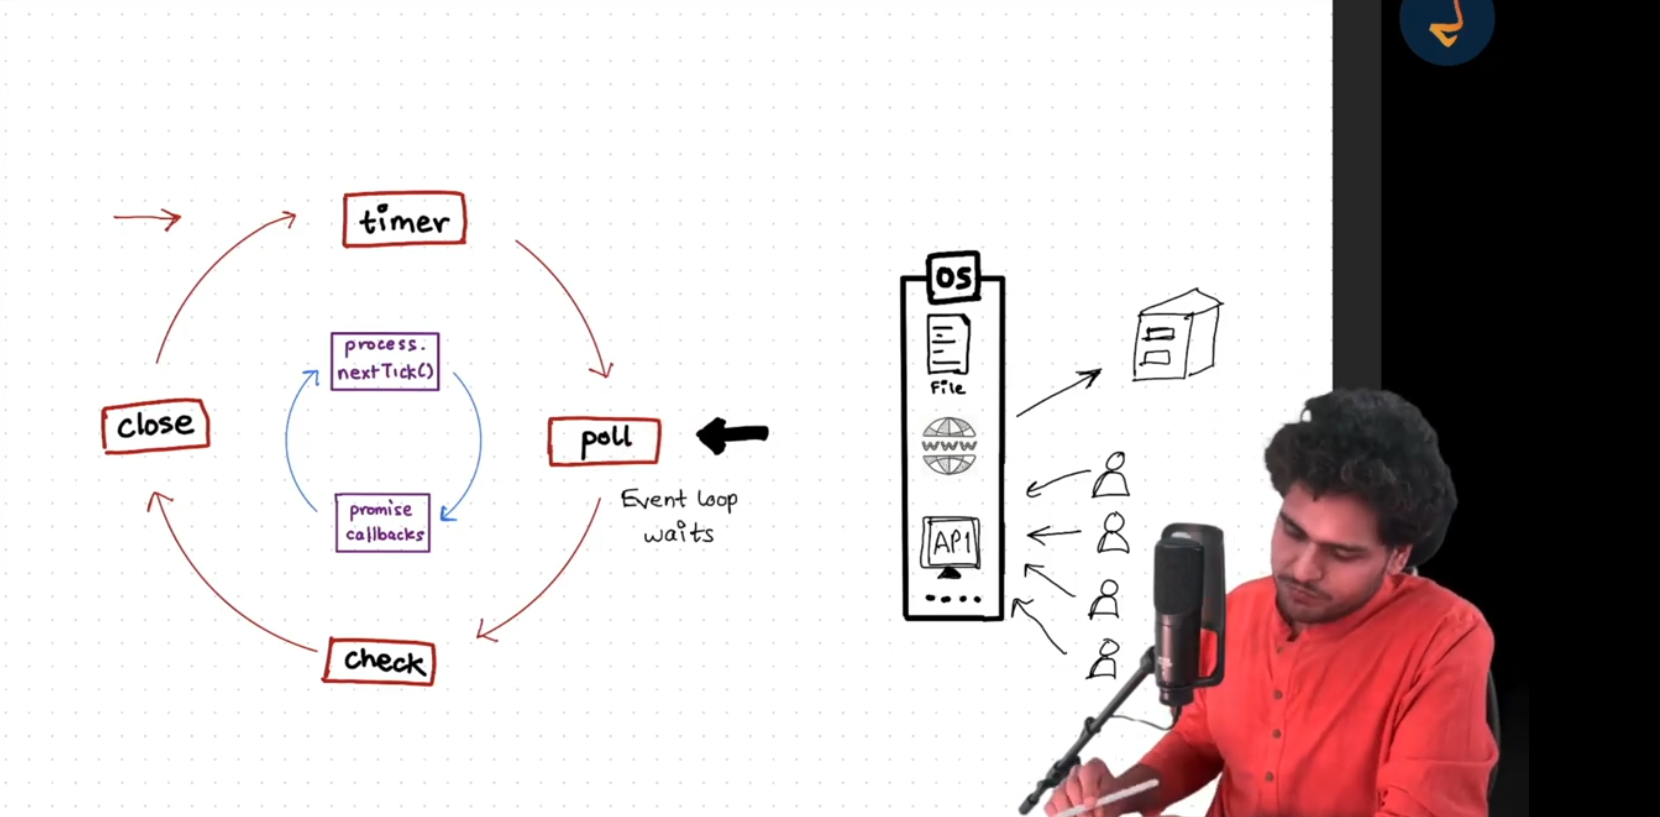 timer
process.
nextTick()
close
poll
Event loop
waits
promise
callbacks
check
OS
File
www
API